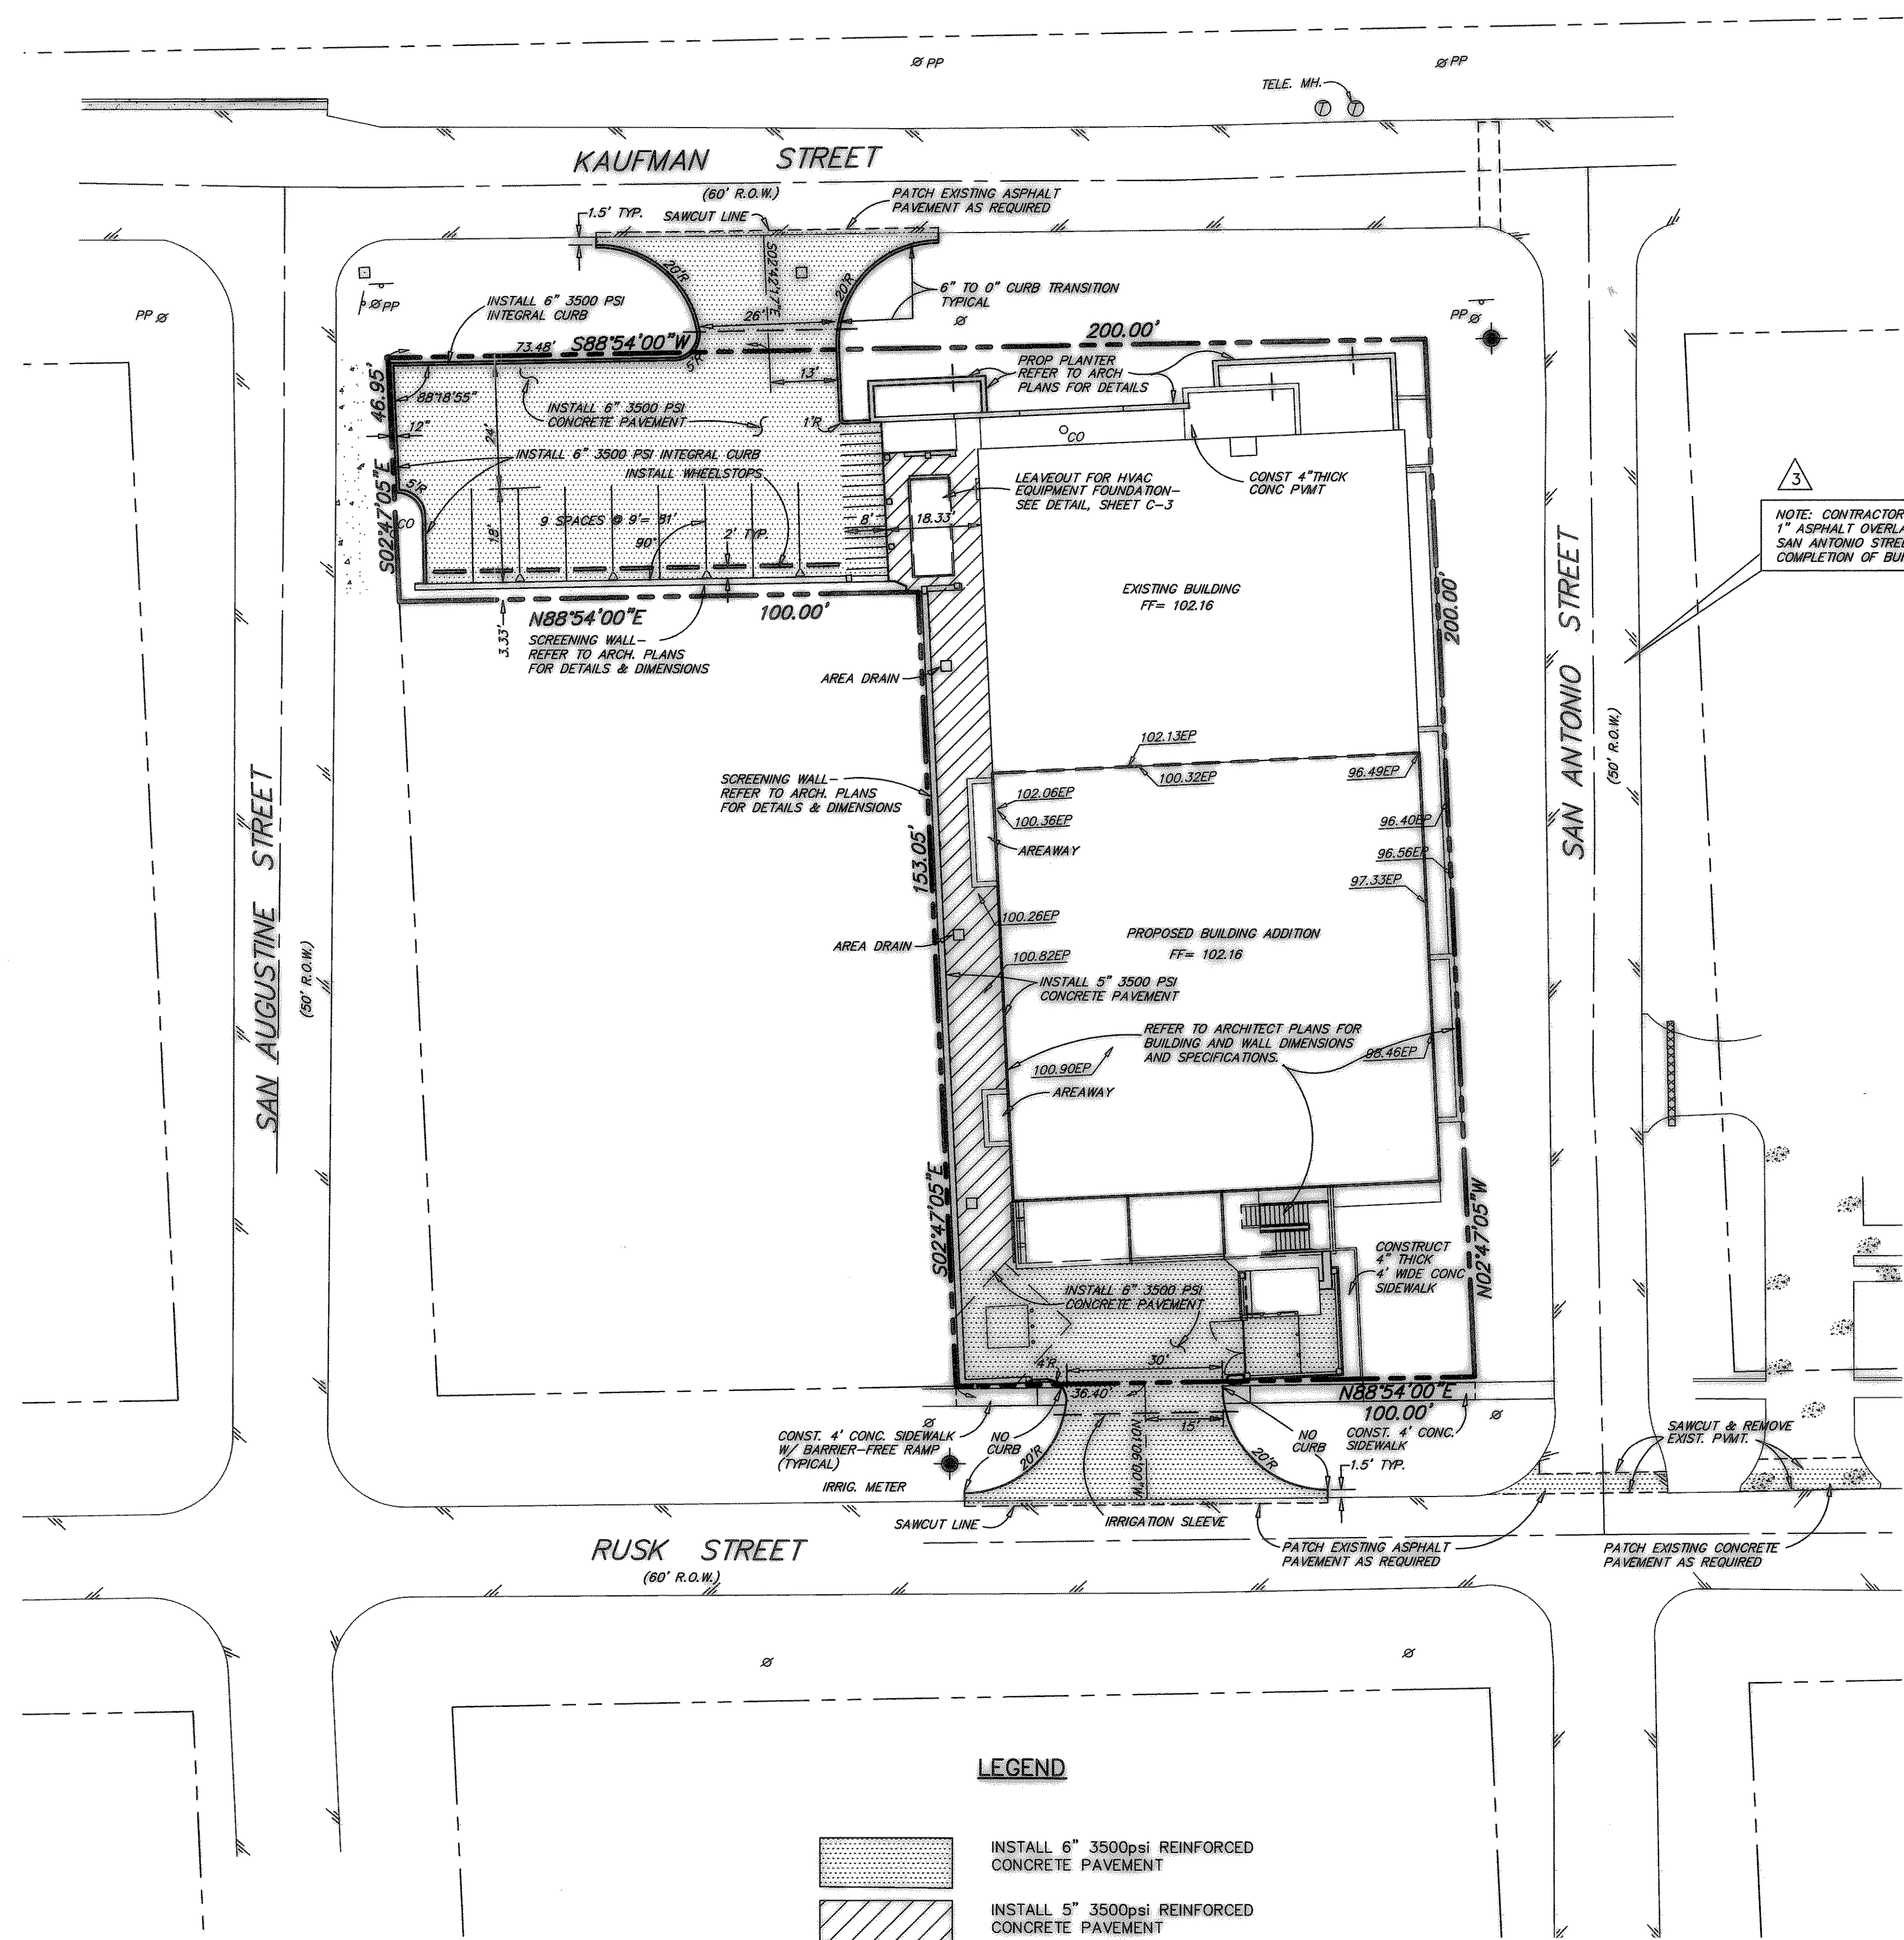 PP
PP
TELE. MH.
KAUFMAN STREET
(60' R.O.W.)
PATCH EXISTING ASPHALT
PAVEMENT AS REQUIRED
1.5' TYP.
SAWCUT LINE
S02°42'17"E
20'R
20'R
PP
PP
INSTALL 6" 3500 PSI
INTEGRAL CURB
26'
6" TO 0" CURB TRANSITION
TYPICAL
PP
73.48'
S88°54'00"W
200.00'
5'R
13'
PROP PLANTER
REFER TO ARCH
PLANS FOR DETAILS
46.95'
88°18'55"
12"
INSTALL 6" 3500 PSI
CONCRETE PAVEMENT
1'R
CO
24'
INSTALL 6" 3500 PSI INTEGRAL CURB
INSTALL WHEELSTOPS
LEAVEOUT FOR HVAC
EQUIPMENT FOUNDATION-
SEE DETAIL, SHEET C-3
CONST 4"THICK
CONC PVMT
3
NOTE: CONTRACTOR
1" ASPHALT OVERLA
SAN ANTONIO STREE
COMPLETION OF BUI
S02°47'05"E
5'R
CO
18'
9 SPACES @ 9'= 81'
90°
2' TYP.
8'
18.33'
EXISTING BUILDING
FF= 102.16
200.00'
SAN ANTONIO STREET
(50' R.O.W.)
N88°54'00"E
100.00'
3.33'
SCREENING WALL-
REFER TO ARCH. PLANS
FOR DETAILS & DIMENSIONS
AREA DRAIN
102.13EP
100.32EP
96.49EP
SCREENING WALL-
REFER TO ARCH. PLANS
FOR DETAILS & DIMENSIONS
102.06EP
100.36EP
AREAWAY
96.40EP
96.56EP
97.33EP
153.05'
SAN AUGUSTINE STREET
(50' R.O.W.)
100.26EP
AREA DRAIN
PROPOSED BUILDING ADDITION
FF= 102.16
100.82EP
INSTALL 5" 3500 PSI
CONCRETE PAVEMENT
REFER TO ARCHITECT PLANS FOR
BUILDING AND WALL DIMENSIONS
AND SPECIFICATIONS.
98.46EP
100.90EP
AREAWAY
S02°47'05"E
N02°47'05"W
CONSTRUCT
4" THICK
4' WIDE CONC
SIDEWALK
INSTALL 6" 3500 PSI
CONCRETE PAVEMENT
4'R
30'
36.40'
N88°54'00"E
100.00'
15'
N01°06'00"W
CONST. 4' CONC. SIDEWALK
W/ BARRIER-FREE RAMP
(TYPICAL)
NO
CURB
20'R
20'R
NO
CURB
CONST. 4' CONC.
SIDEWALK
1.5' TYP.
SAWCUT & REMOVE
EXIST. PVMT.
IRRIG. METER
SAWCUT LINE
IRRIGATION SLEEVE
RUSK STREET
(60' R.O.W.)
PATCH EXISTING ASPHALT
PAVEMENT AS REQUIRED
PATCH EXISTING CONCRETE
PAVEMENT AS REQUIRED
LEGEND
INSTALL 6" 3500psi REINFORCED
CONCRETE PAVEMENT
INSTALL 5" 3500psi REINFORCED
CONCRETE PAVEMENT